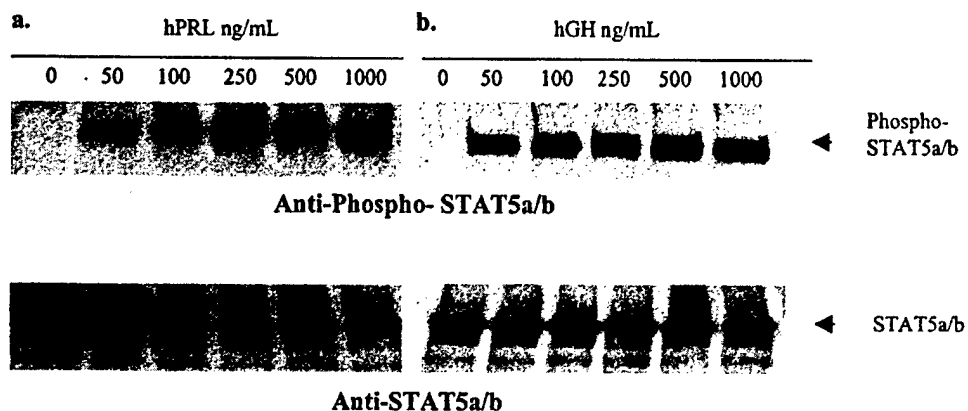 a.
hPRL ng/mL
0 50 100 250 500 1000
b.
hGH ng/mL
0 50 100 250 500 1000
Phospho-
STAT5a/b
Anti-Phospho- STAT5a/b
STAT5a/b
Anti-STAT5a/b